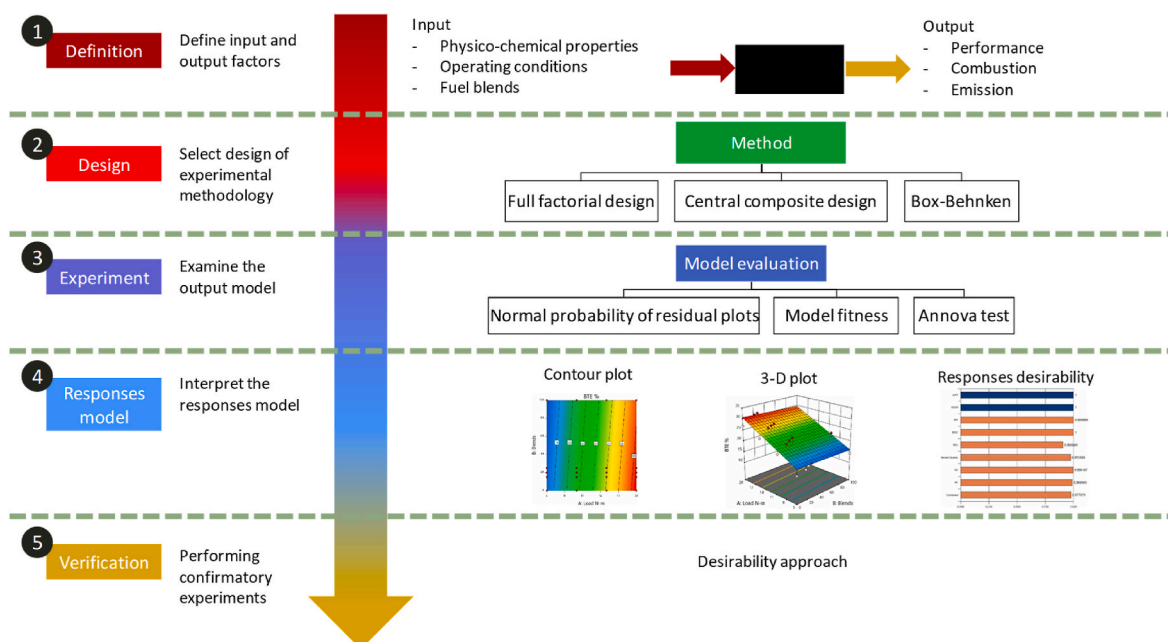 1
Definition
Define input and
output factors
Input
- Physico-chemical properties
- Operating conditions
- Fuel blends
Output
- Performance
- Combustion
- Emission
2
Design
Select design of
experimental
methodology
Method
Full factorial design
Central composite design
Box-Behnken
3
Experiment
Examine the
output model
Model evaluation
Normal probability of residual plots
Model fitness
Annova test
4
Responses
model
Interpret the
responses model
Contour plot
BTE %
B: Blends
A: Load N-m
3-D plot
BTE %
A: Load N-m
B: Blends
Responses desirability
5
Verification
Performing
confirmatory
experiments
Desirability approach